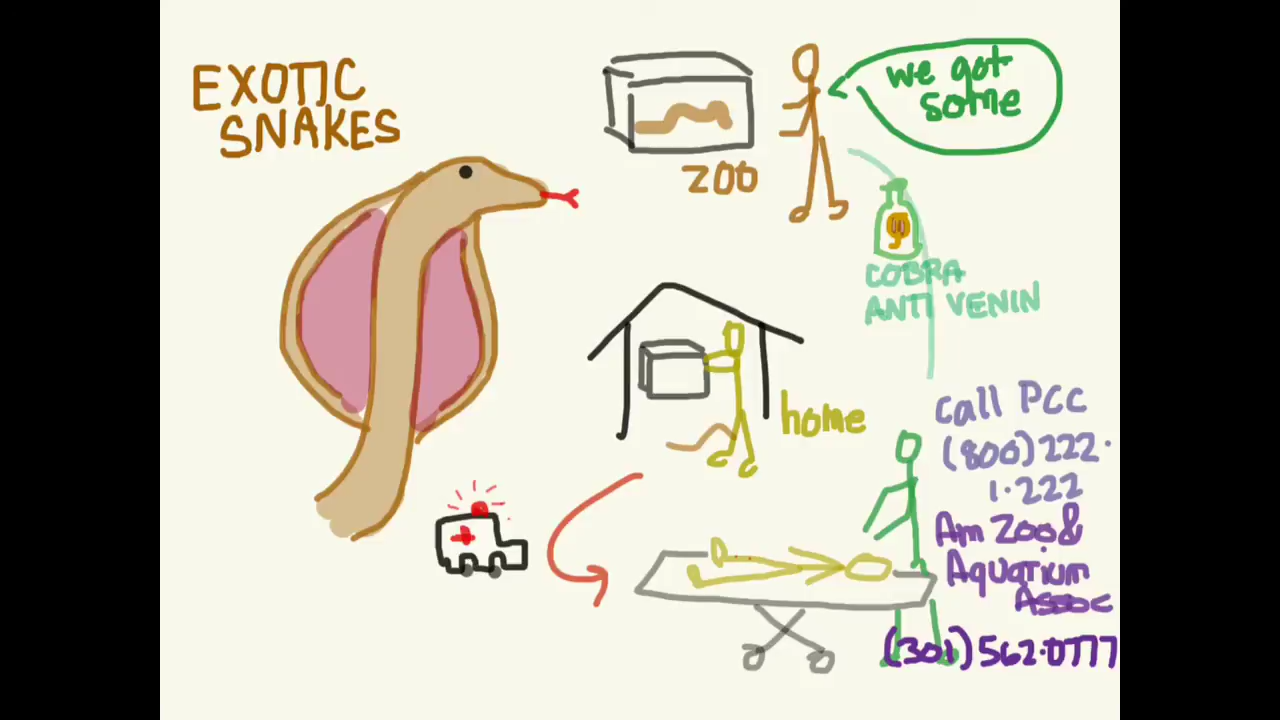 EXOTIC
SNAKES
we got
some
ZOO
COBRA
ANTI VENIN
home
Call PCC
(800) 222.
1.222
Am Zoo &
Aquarium
Assoc
(301) 562.0777